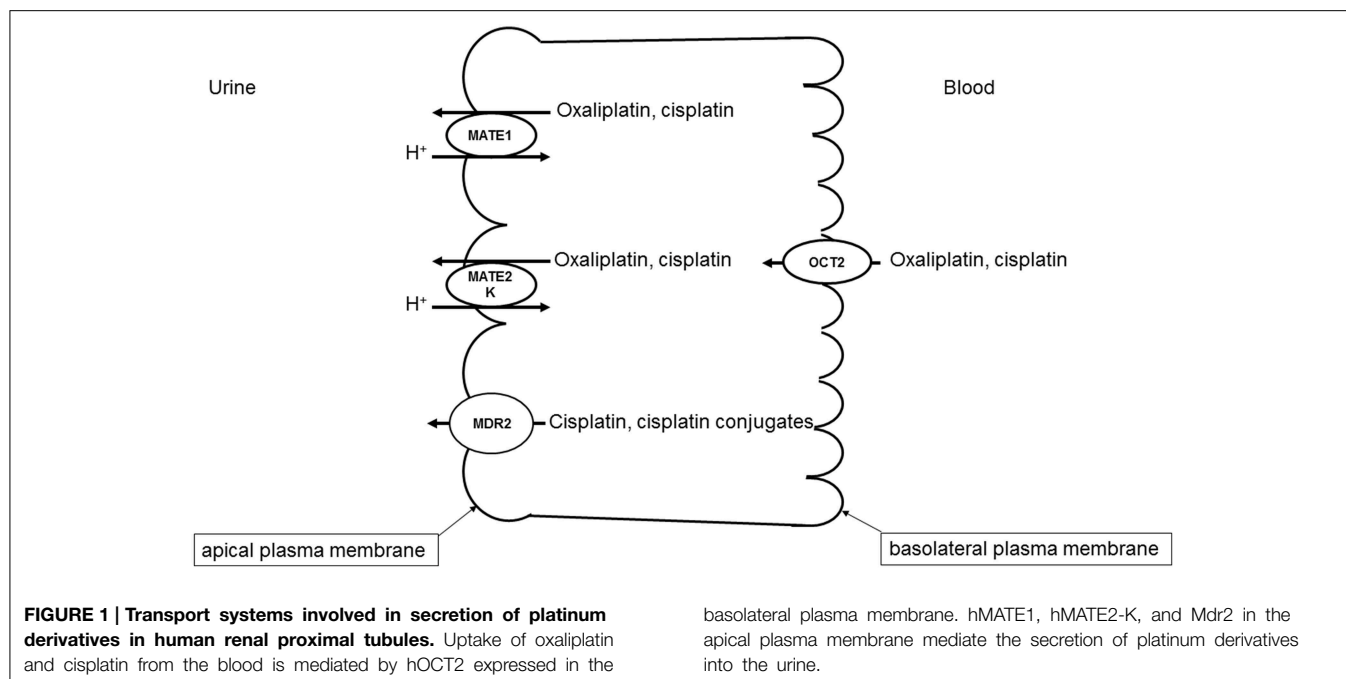 Urine
Blood
Oxaliplatin, cisplatin
MATE1
H⁺
Oxaliplatin, cisplatin
MATE2
K
H⁺
OCT2
Oxaliplatin, cisplatin
MDR2
Cisplatin, cisplatin conjugates
apical plasma membrane
basolateral plasma membrane
FIGURE 1 | Transport systems involved in secretion of platinum
derivatives in human renal proximal tubules. Uptake of oxaliplatin
and cisplatin from the blood is mediated by hOCT2 expressed in the
basolateral plasma membrane. hMATE1, hMATE2-K, and Mdr2 in the
apical plasma membrane mediate the secretion of platinum derivatives
into the urine.